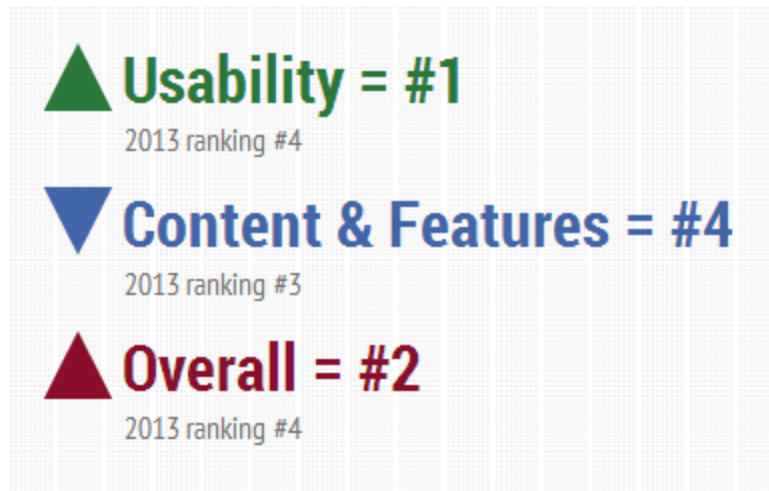 Usability = #1
2013 ranking #4
Content & Features = #4
2013 ranking #3
Overall = #2
2013 ranking #4